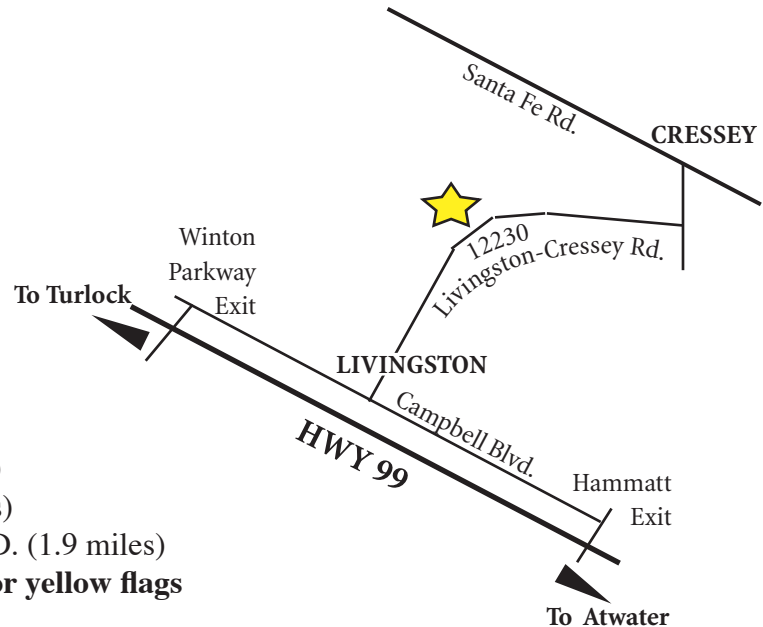 Santa Fe Rd.
CRESSEY
12230
Livingston-Cressey Rd.
Winton
Parkway
Exit
To Turlock
LIVINGSTON
Campbell Blvd.
HWY 99
Hammatt
Exit
)
s)
D. (1.9 miles)
or yellow flags
To Atwater